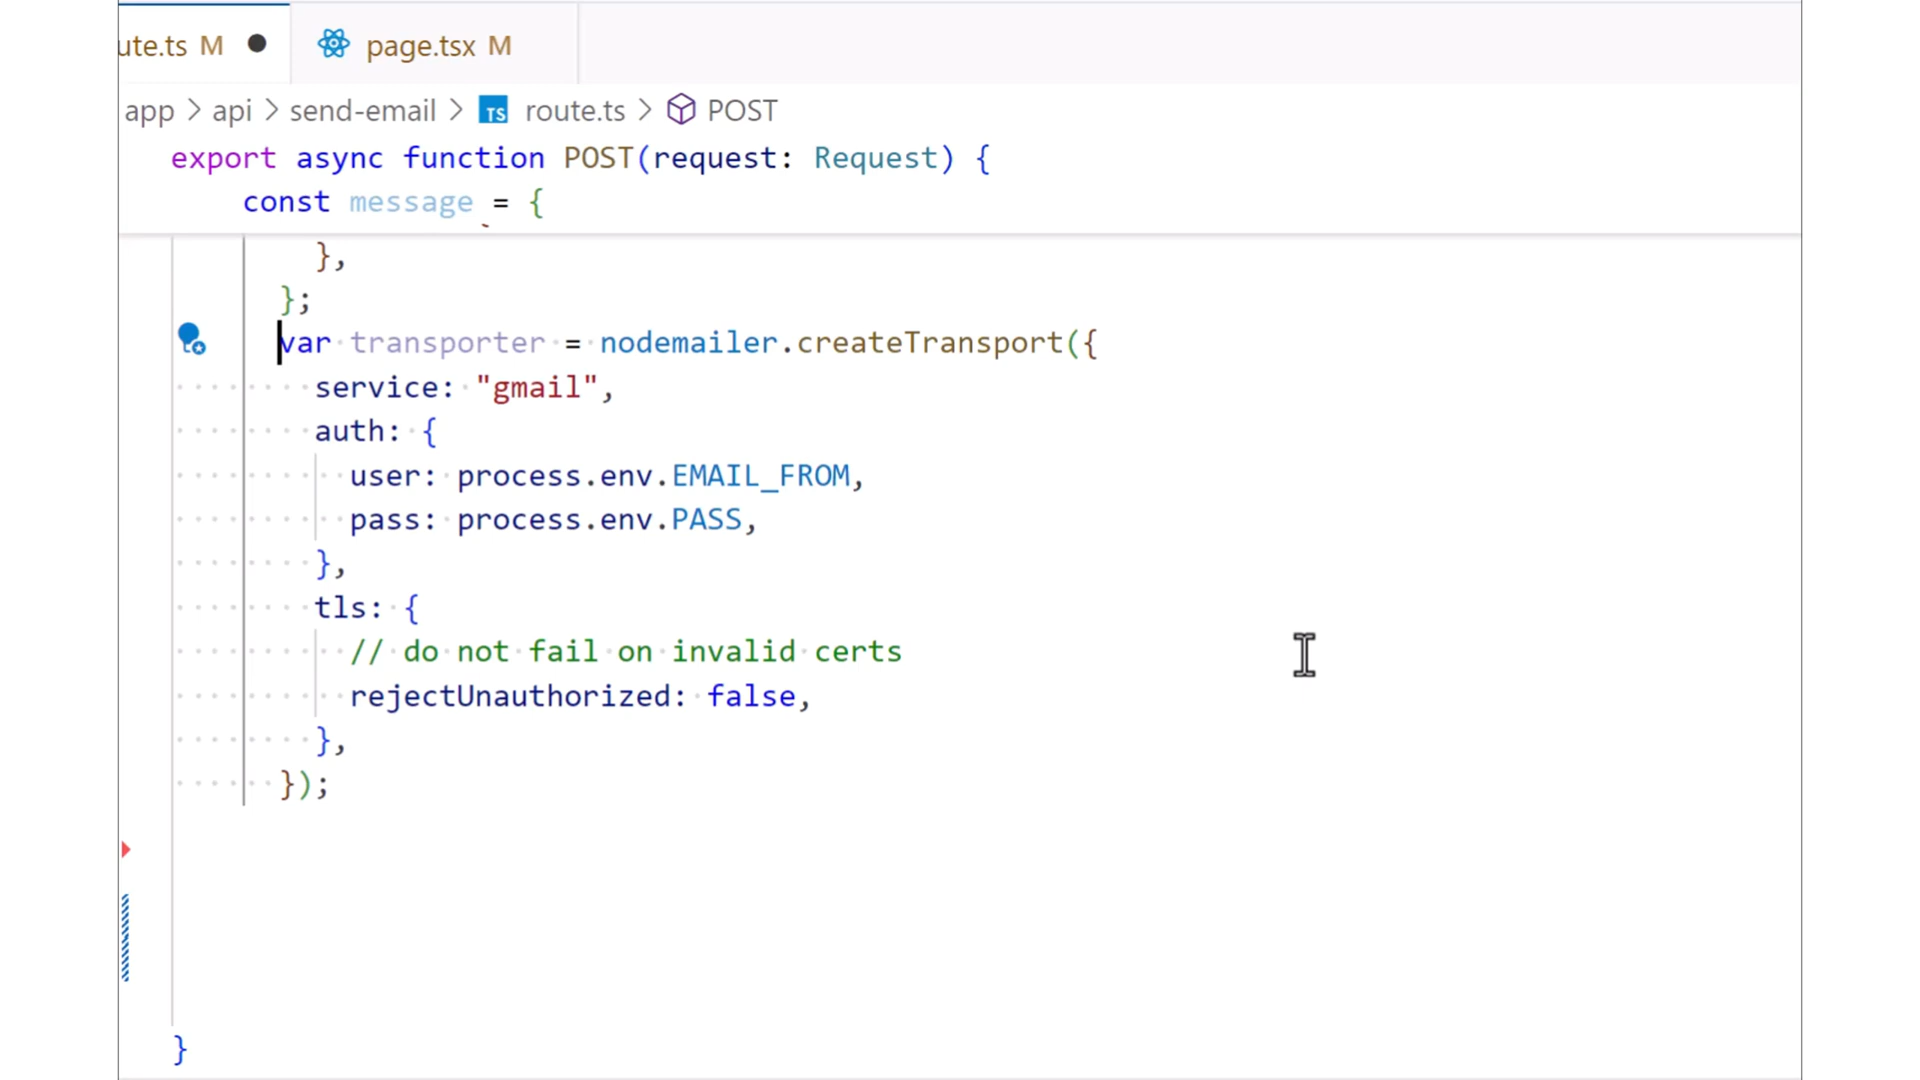 ute.ts M ● page.tsx M
app > api > send-email > TS route.ts > POST
export async function POST(request: Request) {
const message = {
},
};
var transporter = nodemailer.createTransport({
service: "gmail",
auth: {
user: process.env.EMAIL_FROM,
pass: process.env.PASS,
},
tls: {
// do not fail on invalid certs
rejectUnauthorized: false,
},
});
}